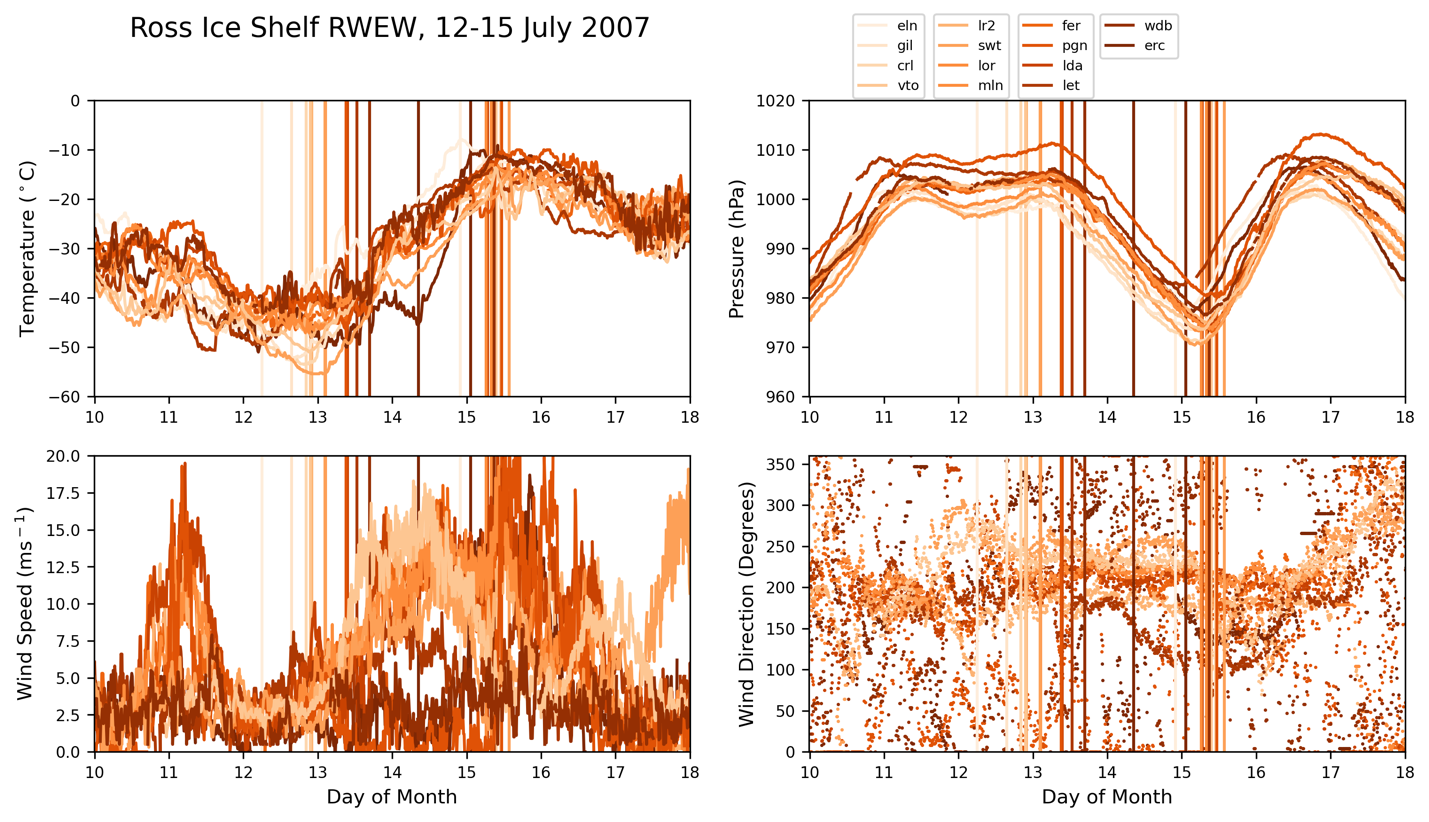 Ross Ice Shelf RWEW, 12-15 July 2007
eln lr2 fer wdb
gil swt pgn erc
crl lor lda
vto mln let
0
−10
−20
−30
−40
−50
−60
Temperature (°C)
10 11 12 13 14 15 16 17 18
1020
1010
1000
990
980
970
960
Pressure (hPa)
10 11 12 13 14 15 16 17 18
20.0
17.5
15.0
12.5
10.0
7.5
5.0
2.5
0.0
Wind Speed (ms⁻¹)
10 11 12 13 14 15 16 17 18
Day of Month
350
300
250
200
150
100
50
0
Wind Direction (Degrees)
10 11 12 13 14 15 16 17 18
Day of Month